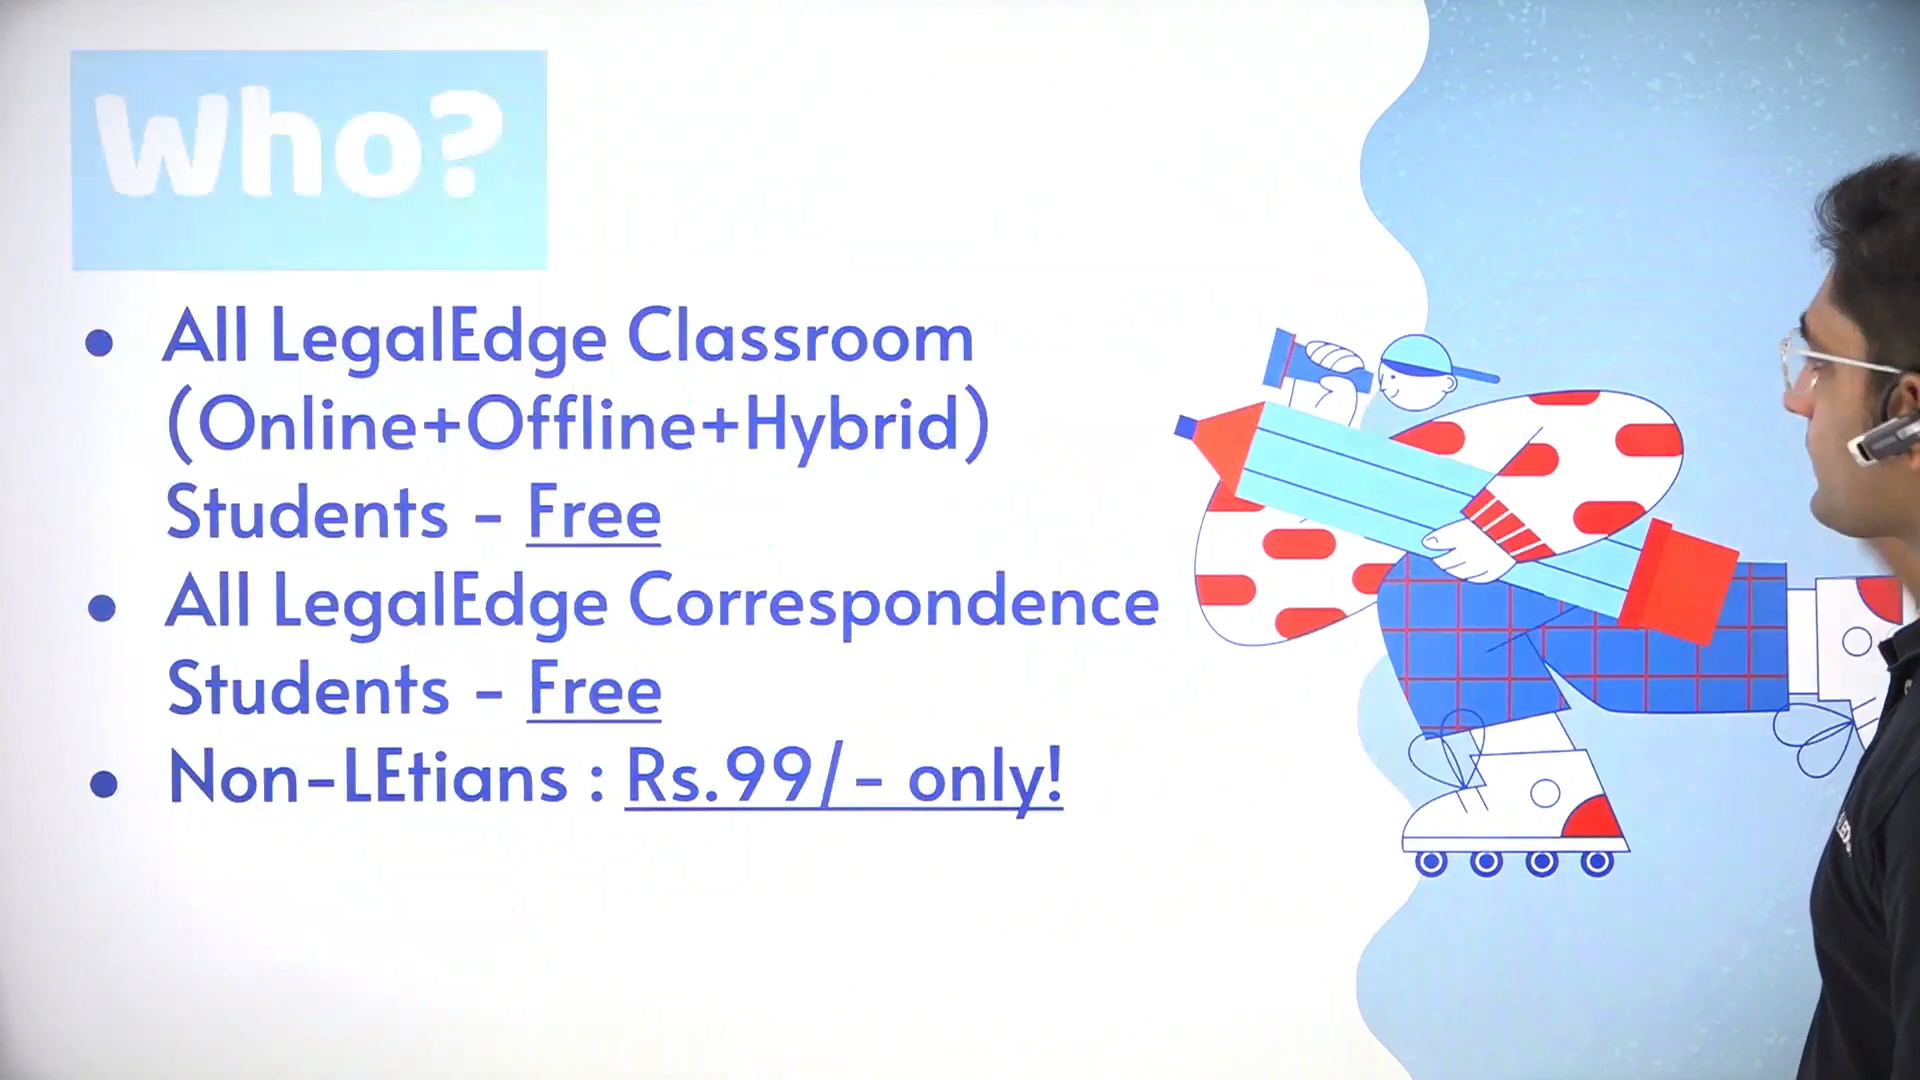 Who?
● All LegalEdge Classroom
(Online+Offline+Hybrid)
Students - Free
● All LegalEdge Correspondence
Students - Free
● Non-LEtians : Rs.99/- only!